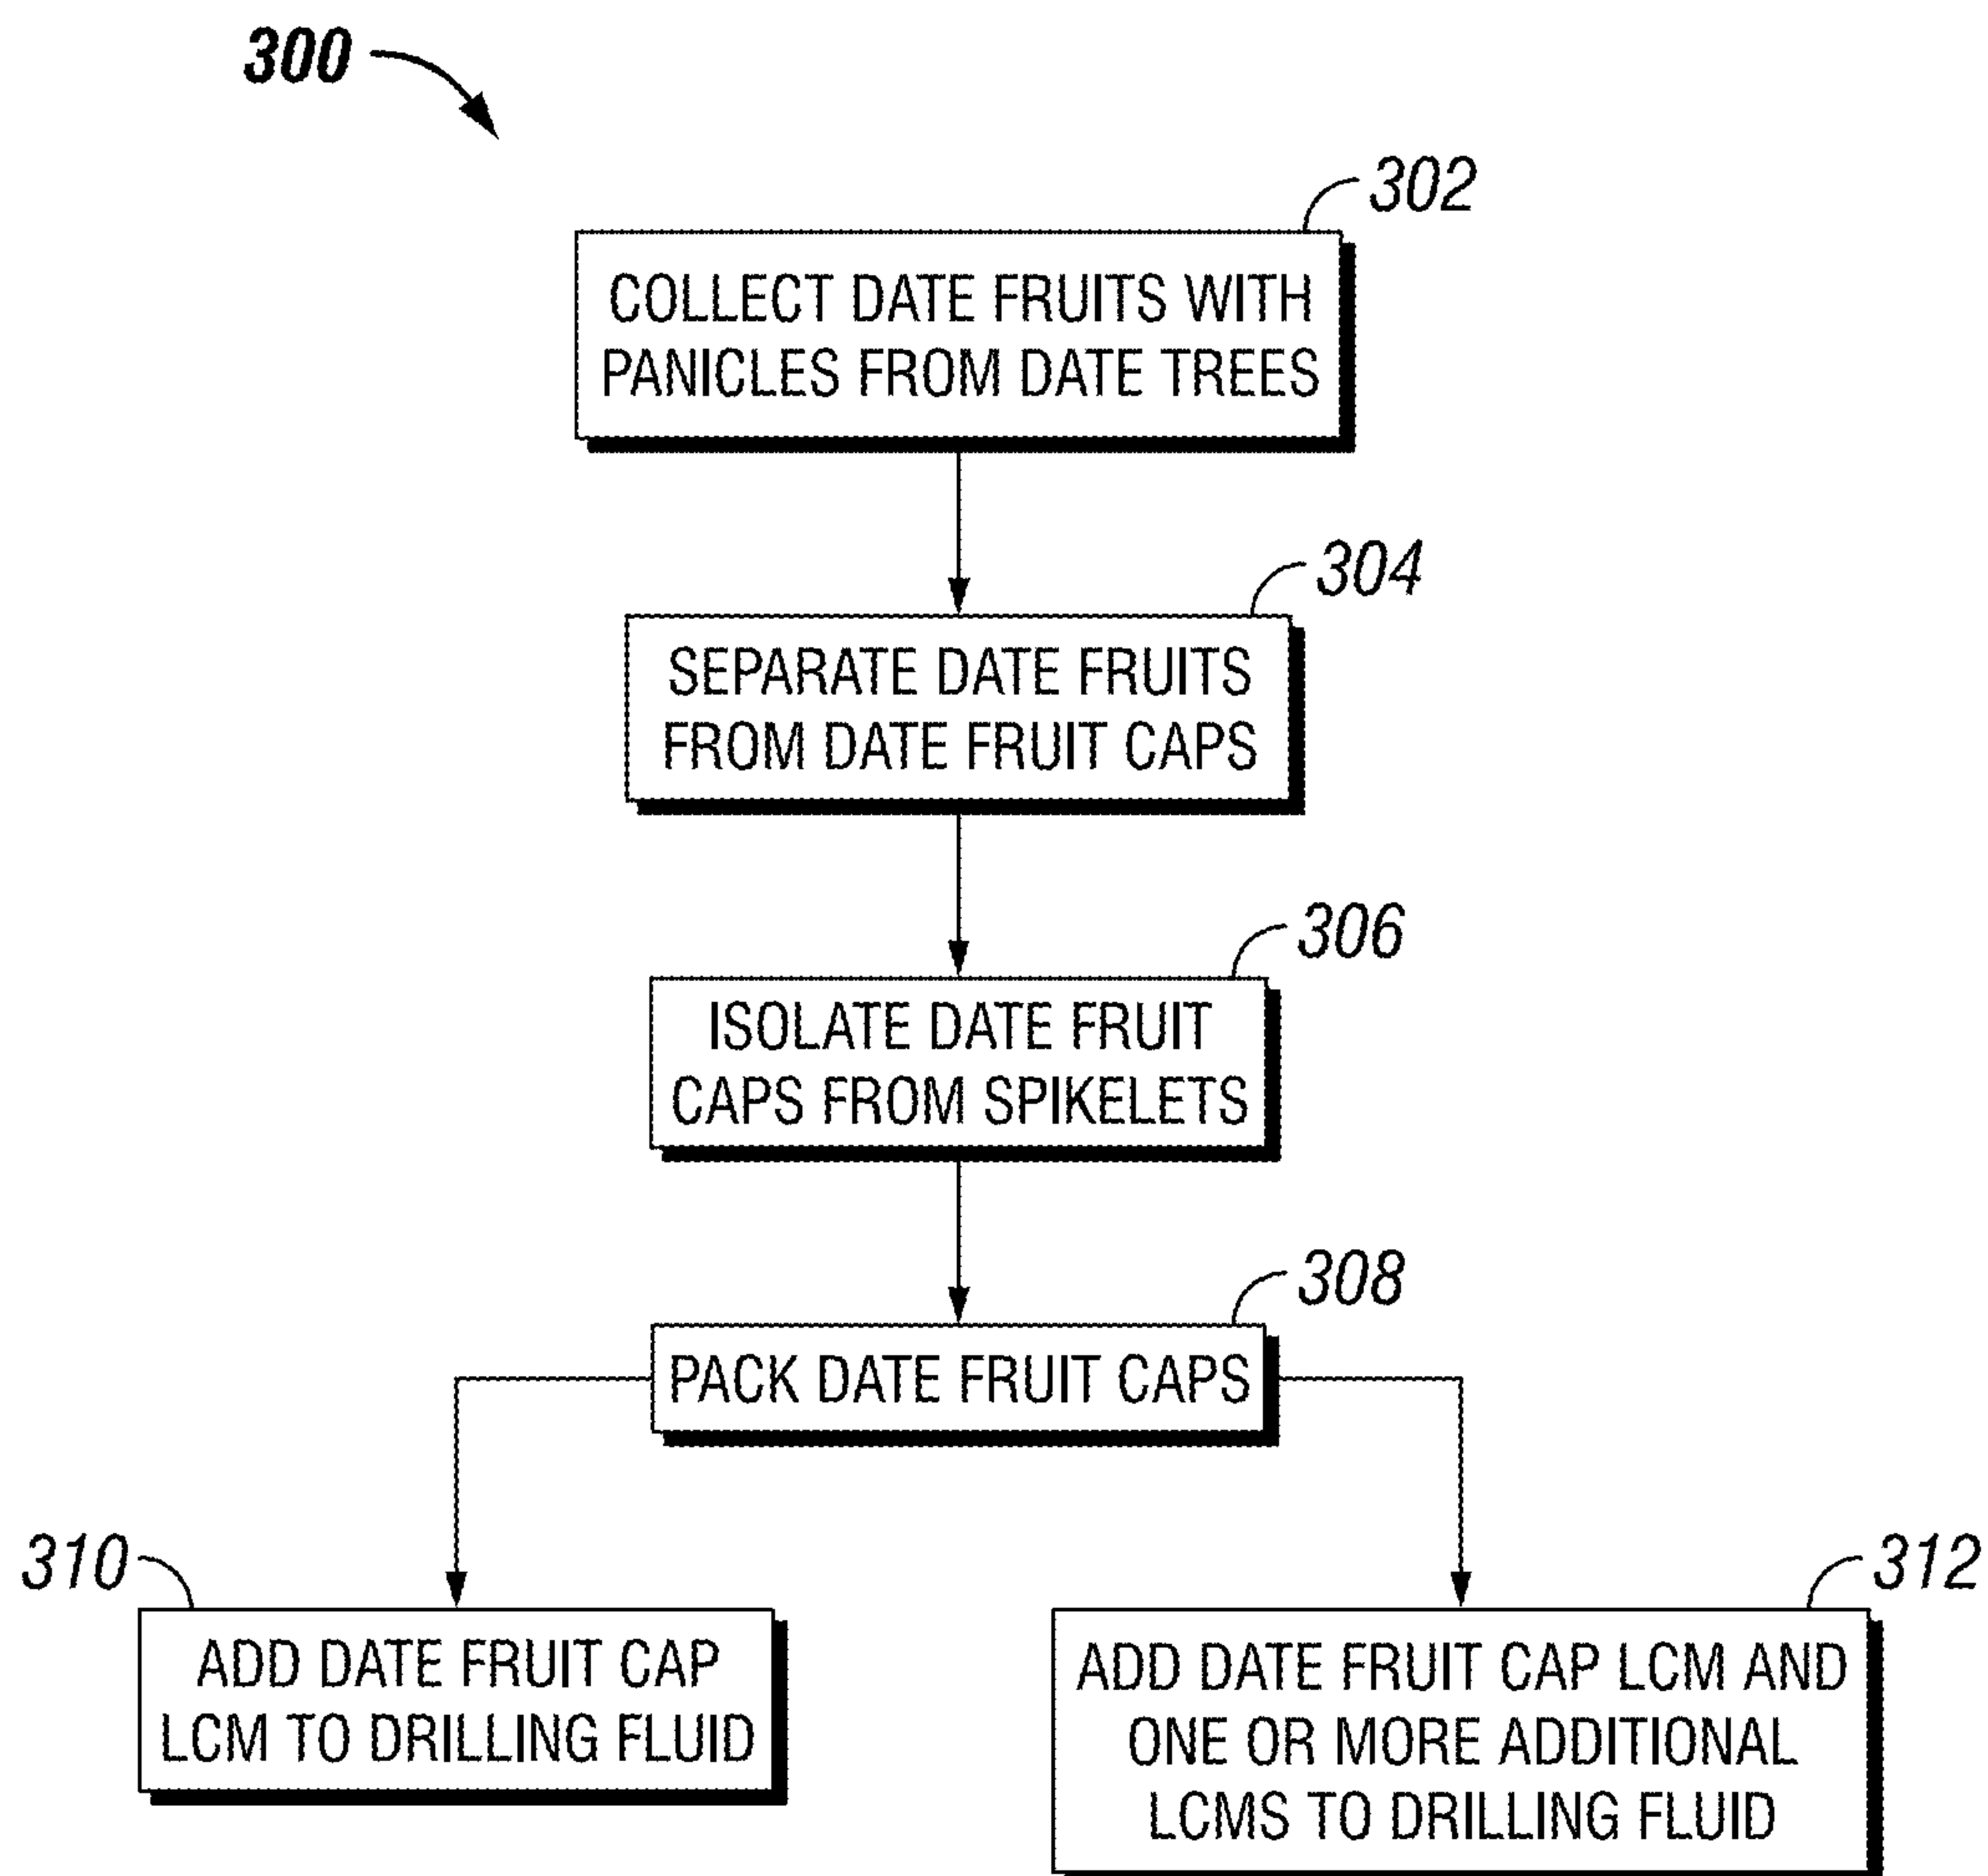 300
302
COLLECT DATE FRUITS WITH
PANICLES FROM DATE TREES
304
SEPARATE DATE FRUITS
FROM DATE FRUIT CAPS
306
ISOLATE DATE FRUIT
CAPS FROM SPIKELETS
308
PACK DATE FRUIT CAPS
310
ADD DATE FRUIT CAP
LCM TO DRILLING FLUID
312
ADD DATE FRUIT CAP LCM AND
ONE OR MORE ADDITIONAL
LCMS TO DRILLING FLUID